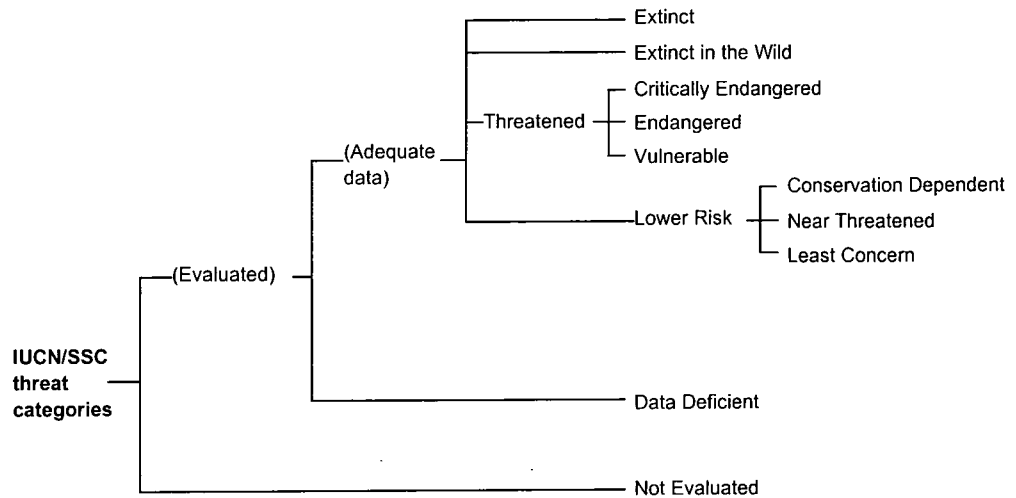 Extinct
Extinct in the Wild
Critically Endangered
Threatened
Endangered
(Adequate
data)
Vulnerable
Conservation Dependent
Lower Risk
Near Threatened
Least Concern
(Evaluated)
IUCN/SSC
threat
categories
Data Deficient
Not Evaluated